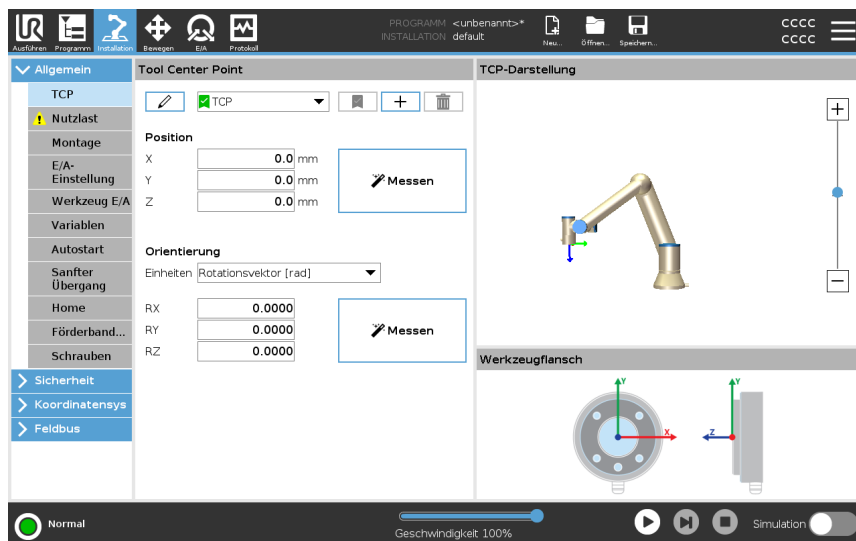 UR
Ausführen Programm Installation Bewegen E/A Protokoll
PROGRAMM <unbenannt>*
INSTALLATION default
Neu... Öffnen... Speichern...
CCCC
CCCC
Allgemein
TCP
Nutzlast
Montage
E/A-
Einstellung
Werkzeug E/A
Variablen
Autostart
Sanfter
Übergang
Home
Förderband...
Schrauben
Sicherheit
Koordinatensys
Feldbus
Tool Center Point
TCP
Position
X 0.0 mm
Y 0.0 mm
Z 0.0 mm
Messen
Orientierung
Einheiten Rotationsvektor [rad]
RX 0.0000
RY 0.0000
RZ 0.0000
Messen
TCP-Darstellung
Werkzeugflansch
Y
X
Y
Z
Normal
Geschwindigkeit 100%
Simulation